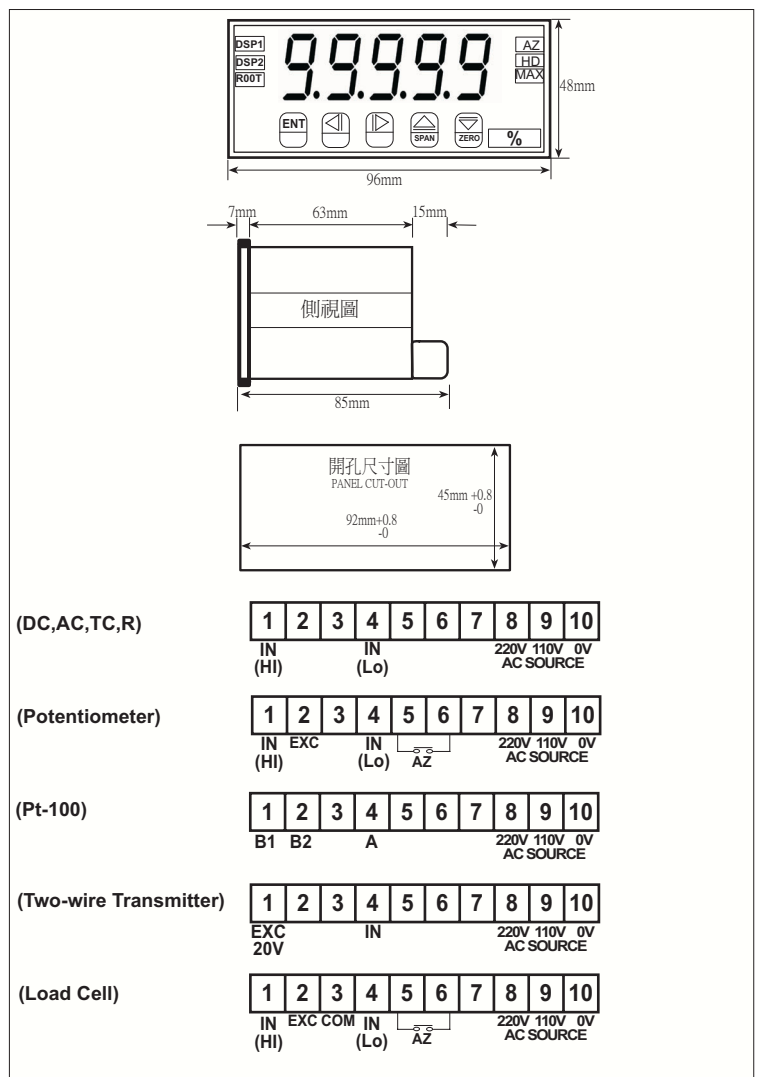 DSP1
DSP2
R00T
9.9.9.9.9
AZ
HD
MAX
48mm
ENT
SPAN
ZERO
%
96mm
7mm 63mm 15mm
側視圖
85mm
開孔尺寸圖
PANEL CUT-OUT
45mm +0.8
-0
92mm+0.8
-0
(DC,AC,TC,R)
1 2 3 4 5 6 7 8 9 10
IN IN 220V 110V 0V
(HI) (Lo) AC SOURCE
(Potentiometer)
1 2 3 4 5 6 7 8 9 10
IN EXC IN 220V 110V 0V
(HI) (Lo) AZ AC SOURCE
(Pt-100)
1 2 3 4 5 6 7 8 9 10
B1 B2 A 220V 110V 0V
AC SOURCE
(Two-wire Transmitter)
1 2 3 4 5 6 7 8 9 10
EXC IN 220V 110V 0V
20V AC SOURCE
(Load Cell)
1 2 3 4 5 6 7 8 9 10
IN EXC COM IN 220V 110V 0V
(HI) (Lo) AZ AC SOURCE